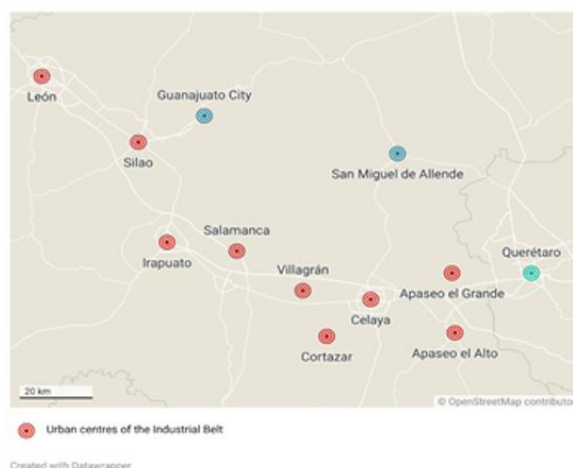 León
Guanajuato City
Silao
San Miguel de Allende
Salamanca
Irapuato
Querétaro
Villagrán
Apaseo el Grande
Celaya
Cortazar
Apaseo el Alto
20 km
© OpenStreetMap contributor
Urban centres of the Industrial Belt
Created with Datawrapper